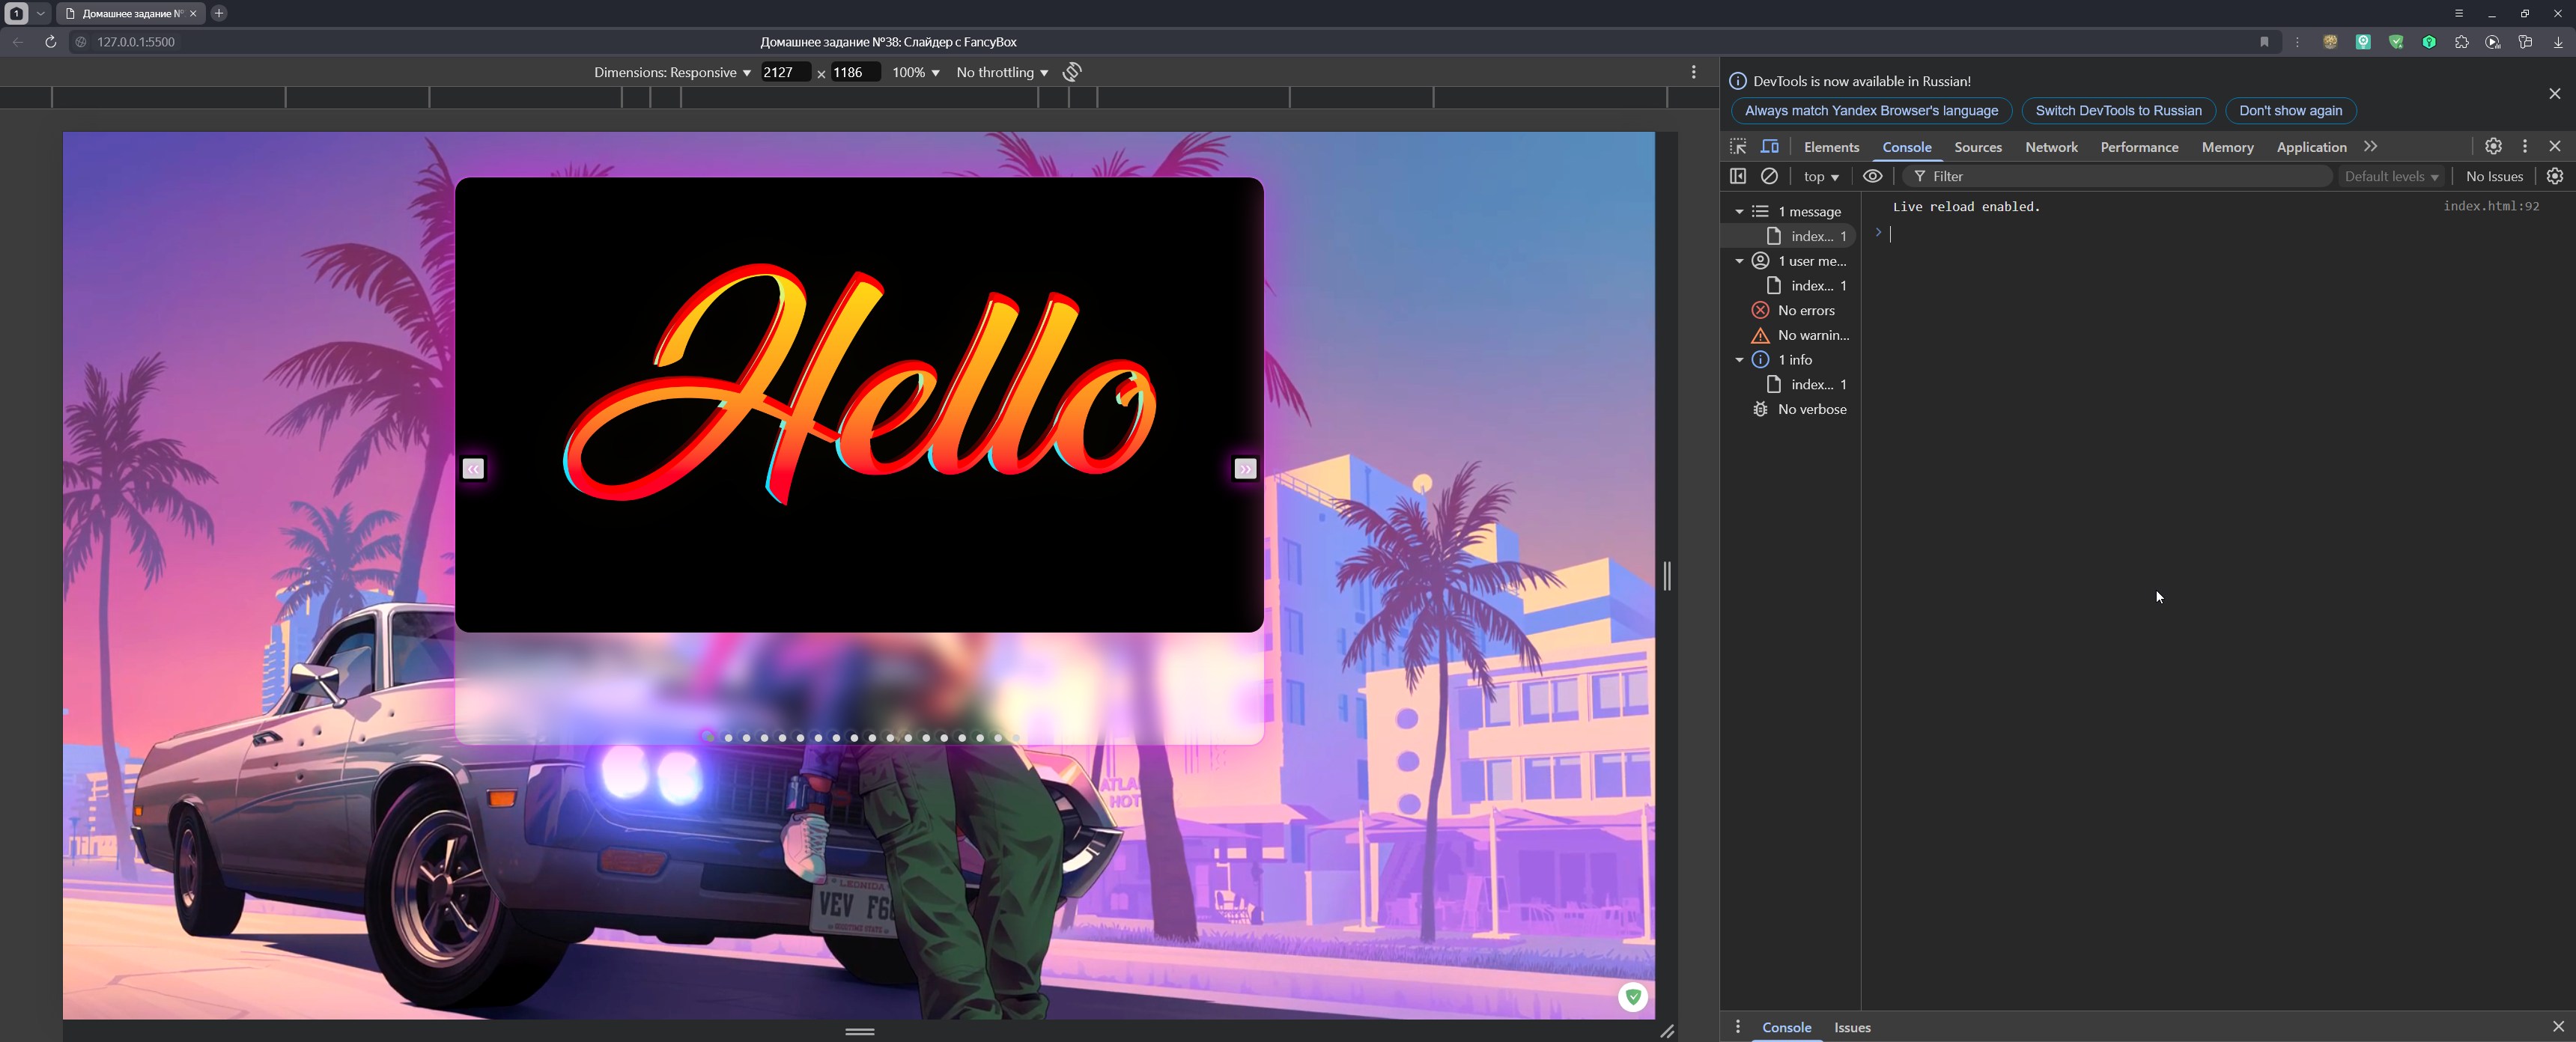 1
Домашнее задание №
127.0.0.1:5500
Домашнее задание №38: Слайдер с FancyBox
Dimensions: Responsive
2127
×
1186
100%
No throttling
DevTools is now available in Russian!
Always match Yandex Browser's language
Switch DevTools to Russian
Don't show again
Elements
Console
Sources
Network
Performance
Memory
Application
top
Filter
Default levels
No Issues
1 message
index... 1
1 user me...
index... 1
No errors
No warnin...
1 info
index... 1
No verbose
Live reload enabled.
index.html:92
Hello
LEONIDA
VEV F6
Console
Issues